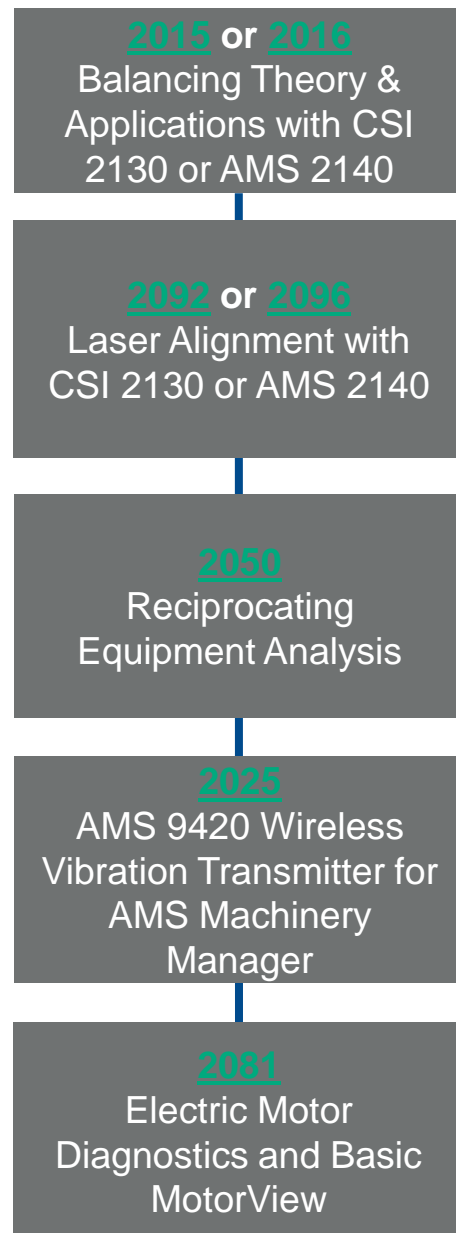 2015 or 2016
Balancing Theory &
Applications with CSI
2130 or AMS 2140
2092 or 2096
Laser Alignment with
CSI 2130 or AMS 2140
2050
Reciprocating
Equipment Analysis
2025
AMS 9420 Wireless
Vibration Transmitter for
AMS Machinery
Manager
2081
Electric Motor
Diagnostics and Basic
MotorView